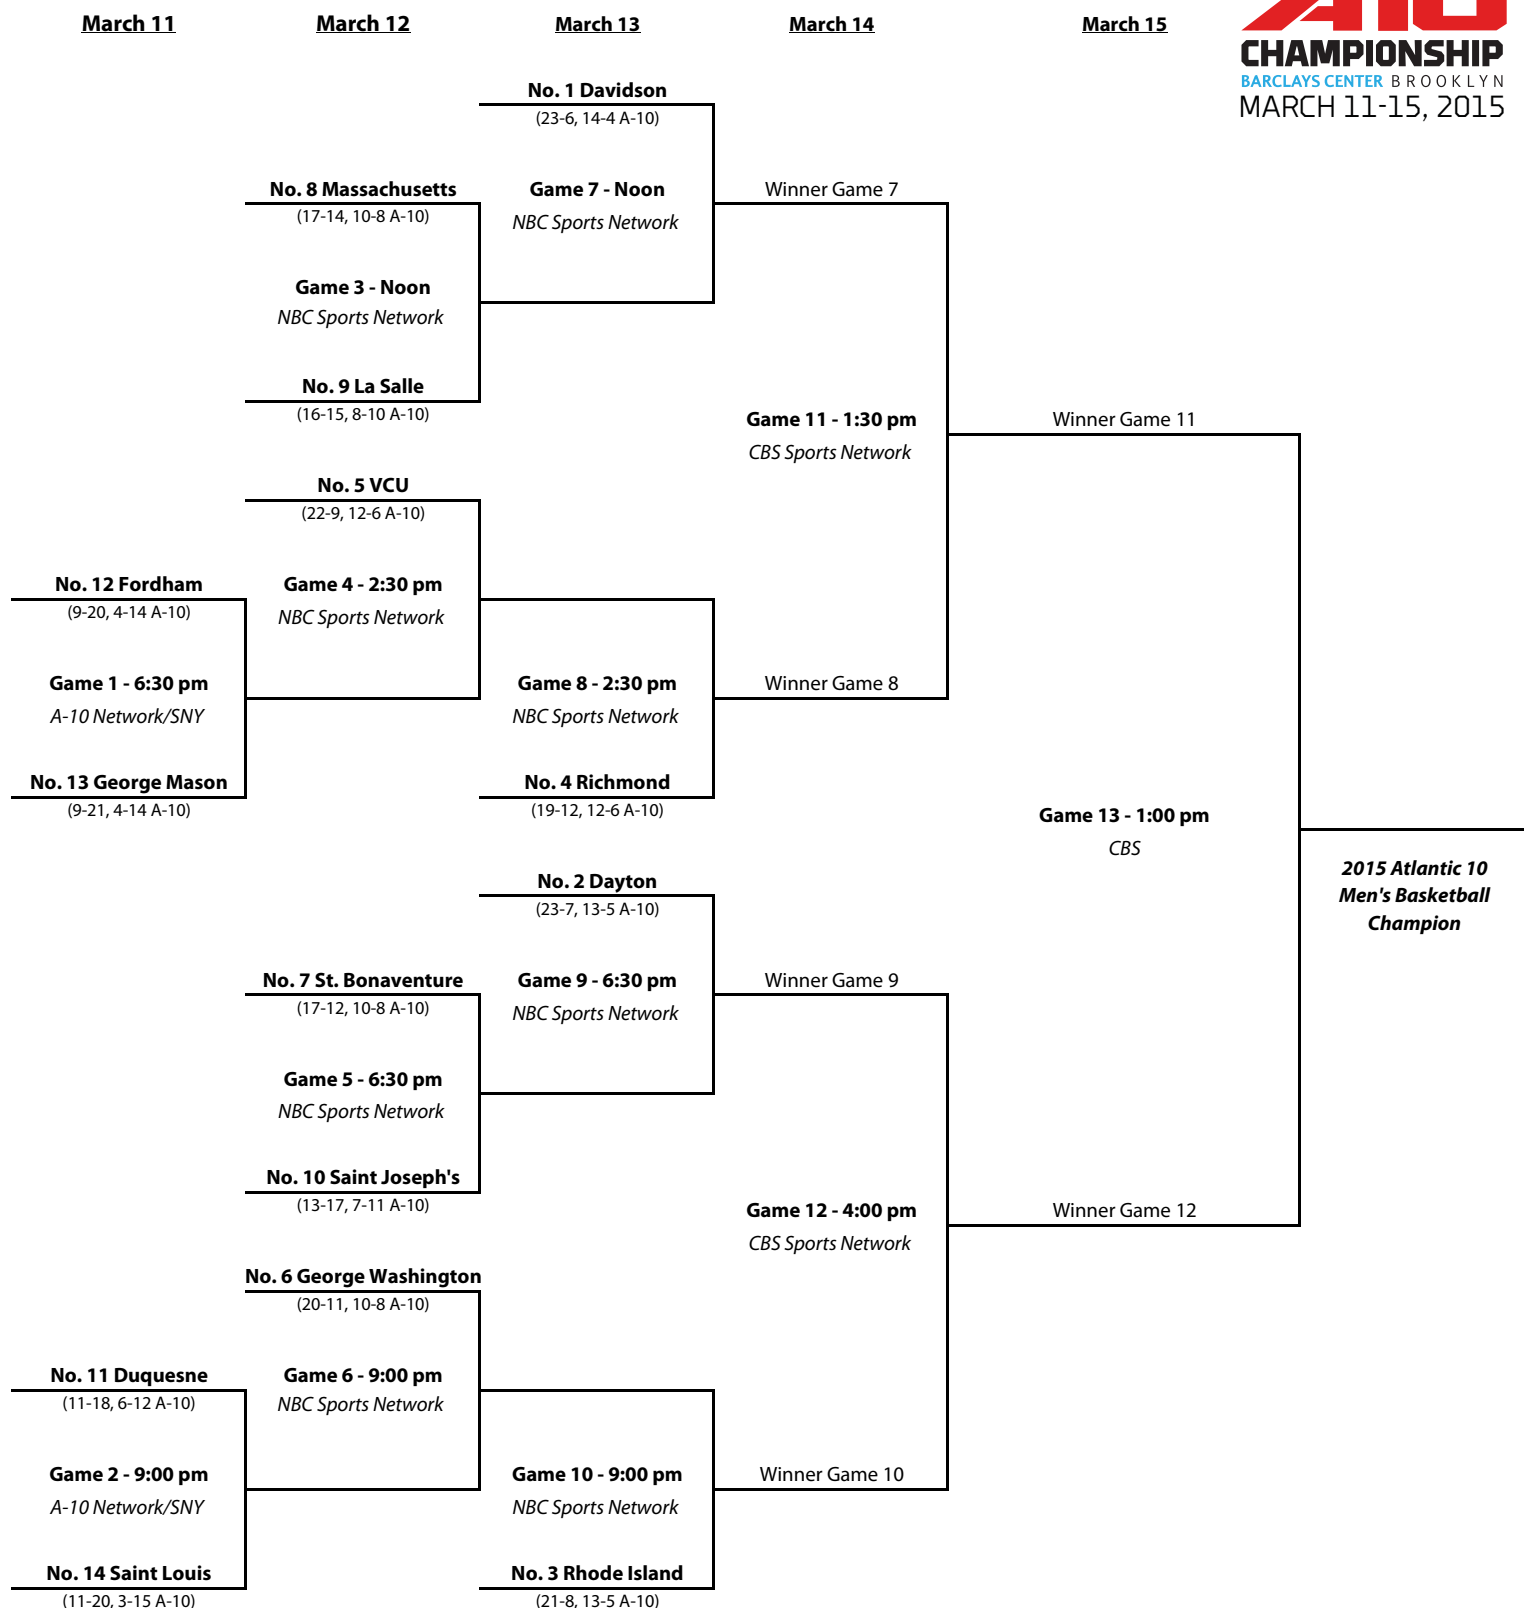 March 11
March 12
March 13
March 14
March 15
A10
CHAMPIONSHIP
BARCLAYS CENTER BROOKLYN
MARCH 11-15, 2015
No. 1 Davidson
(23-6, 14-4 A-10)
No. 8 Massachusetts
(17-14, 10-8 A-10)
Game 7 - Noon
NBC Sports Network
Winner Game 7
Game 3 - Noon
NBC Sports Network
No. 9 La Salle
(16-15, 8-10 A-10)
Game 11 - 1:30 pm
CBS Sports Network
Winner Game 11
No. 5 VCU
(22-9, 12-6 A-10)
No. 12 Fordham
(9-20, 4-14 A-10)
Game 4 - 2:30 pm
NBC Sports Network
Game 1 - 6:30 pm
A-10 Network/SNY
Game 8 - 2:30 pm
NBC Sports Network
Winner Game 8
No. 13 George Mason
(9-21, 4-14 A-10)
No. 4 Richmond
(19-12, 12-6 A-10)
Game 13 - 1:00 pm
CBS
2015 Atlantic 10
Men's Basketball
Champion
No. 2 Dayton
(23-7, 13-5 A-10)
No. 7 St. Bonaventure
(17-12, 10-8 A-10)
Game 9 - 6:30 pm
NBC Sports Network
Winner Game 9
Game 5 - 6:30 pm
NBC Sports Network
No. 10 Saint Joseph's
(13-17, 7-11 A-10)
Game 12 - 4:00 pm
CBS Sports Network
Winner Game 12
No. 6 George Washington
(20-11, 10-8 A-10)
No. 11 Duquesne
(11-18, 6-12 A-10)
Game 6 - 9:00 pm
NBC Sports Network
Game 2 - 9:00 pm
A-10 Network/SNY
Game 10 - 9:00 pm
NBC Sports Network
Winner Game 10
No. 14 Saint Louis
(11-20, 3-15 A-10)
No. 3 Rhode Island
(21-8, 13-5 A-10)